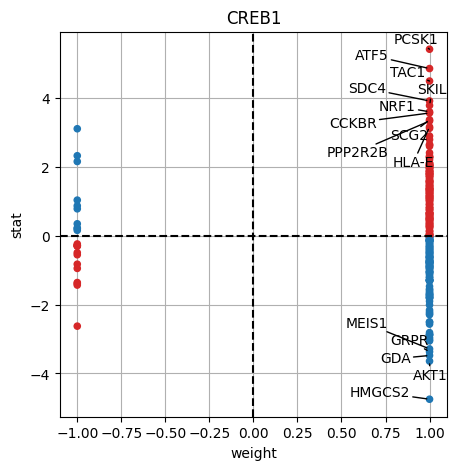 CREB1
PCSK1
ATF5
TAC1
SDC4
SKIL
NRF1
CCKBR
SCG2
PPP2R2B
HLA-E
MEIS1
GRPR
GDA
AKT1
HMGCS2
4
2
0
−2
−4
stat
−1.00 −0.75 −0.50 −0.25 0.00 0.25 0.50 0.75 1.00
weight